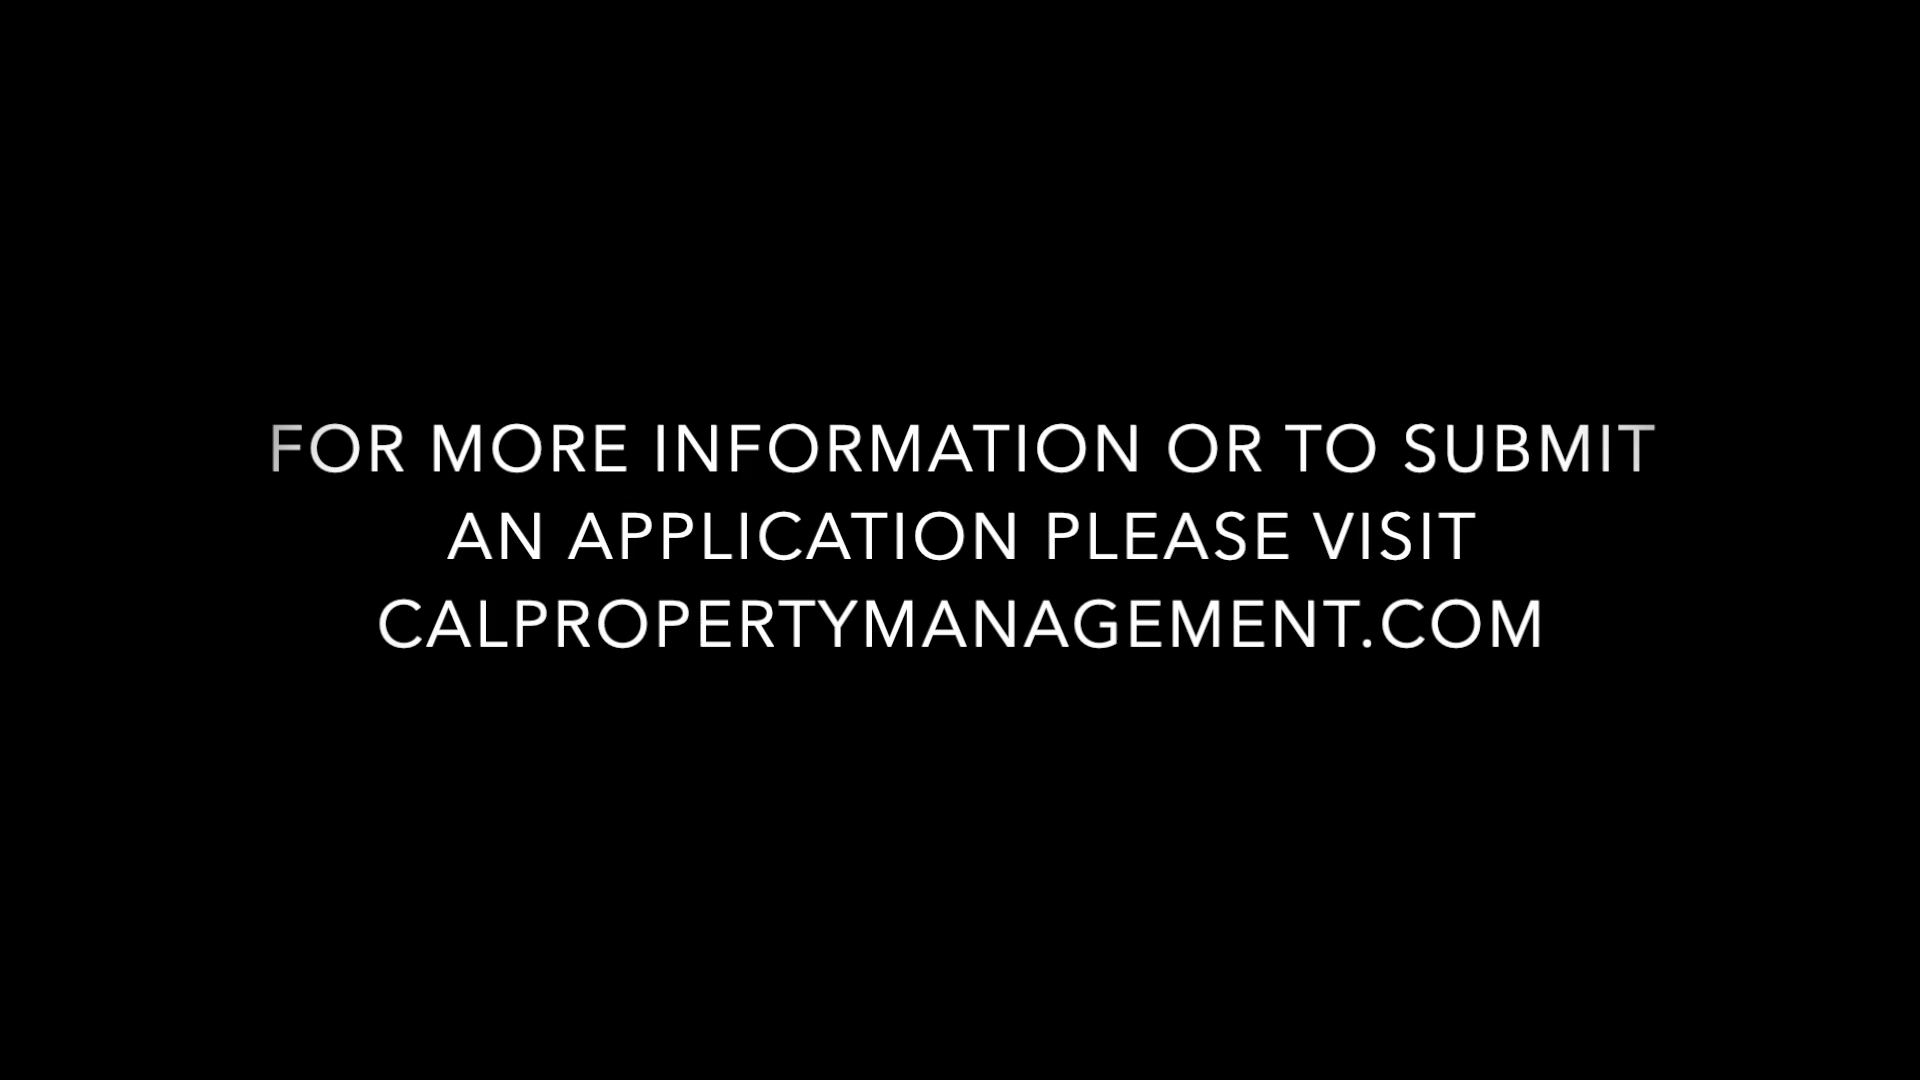 FOR MORE INFORMATION OR TO SUBMIT
AN APPLICATION PLEASE VISIT
CALPROPERTYMANAGEMENT.COM